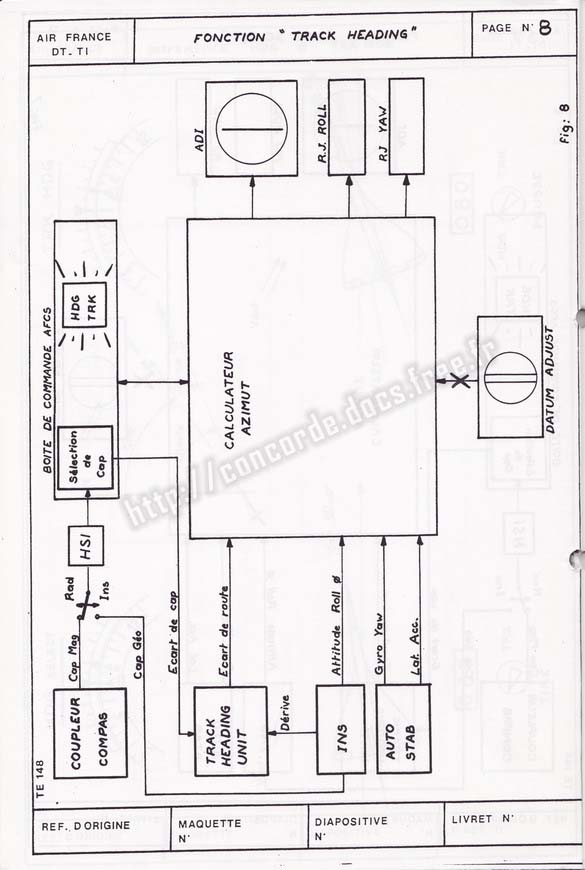 AIR FRANCE
DT_TI
FONCTION " TRACK HEADING"
PAGE N° 8
Fig: 8
ADI
R.J. ROLL
RJ YAW
BOITE DE COMMANDE AFCS
HDG
TRK
Sélection
de
Cap
CALCULATEUR
AZIMUT
DATUM ADJUST
http://concorde.docs.free.fr
HSI
Rad
Ins
Cap Mag
Cap Géo
Ecart de cap
Ecart de route
Attitude Roll ø
Gyro Yaw
Lat. Acc.
Dérive
COUPLEUR
COMPAS
TRACK
HEADING
UNIT
INS
AUTO
STAB
TE 148
REF. D'ORIGINE
MAQUETTE
N°
DIAPOSITIVE
N°
LIVRET N°